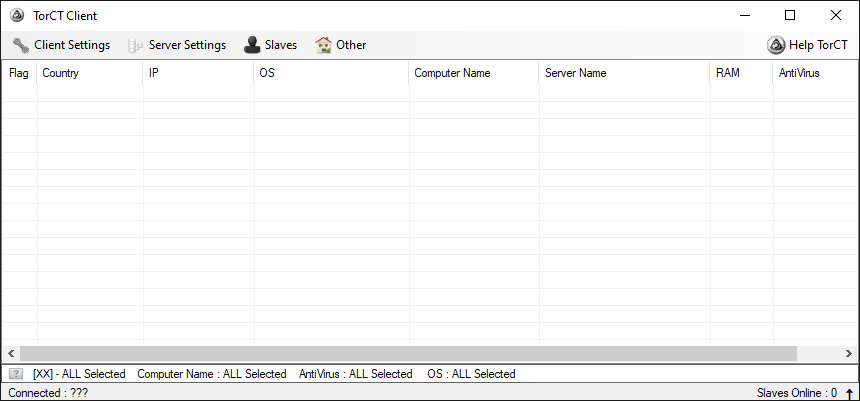 TorCT Client
Client Settings Server Settings Slaves Other Help TorCT
Flag Country IP OS Computer Name Server Name RAM AntiVirus
[XX] - ALL Selected Computer Name : ALL Selected AntiVirus : ALL Selected OS : ALL Selected
Connected : ??? Slaves Online : 0